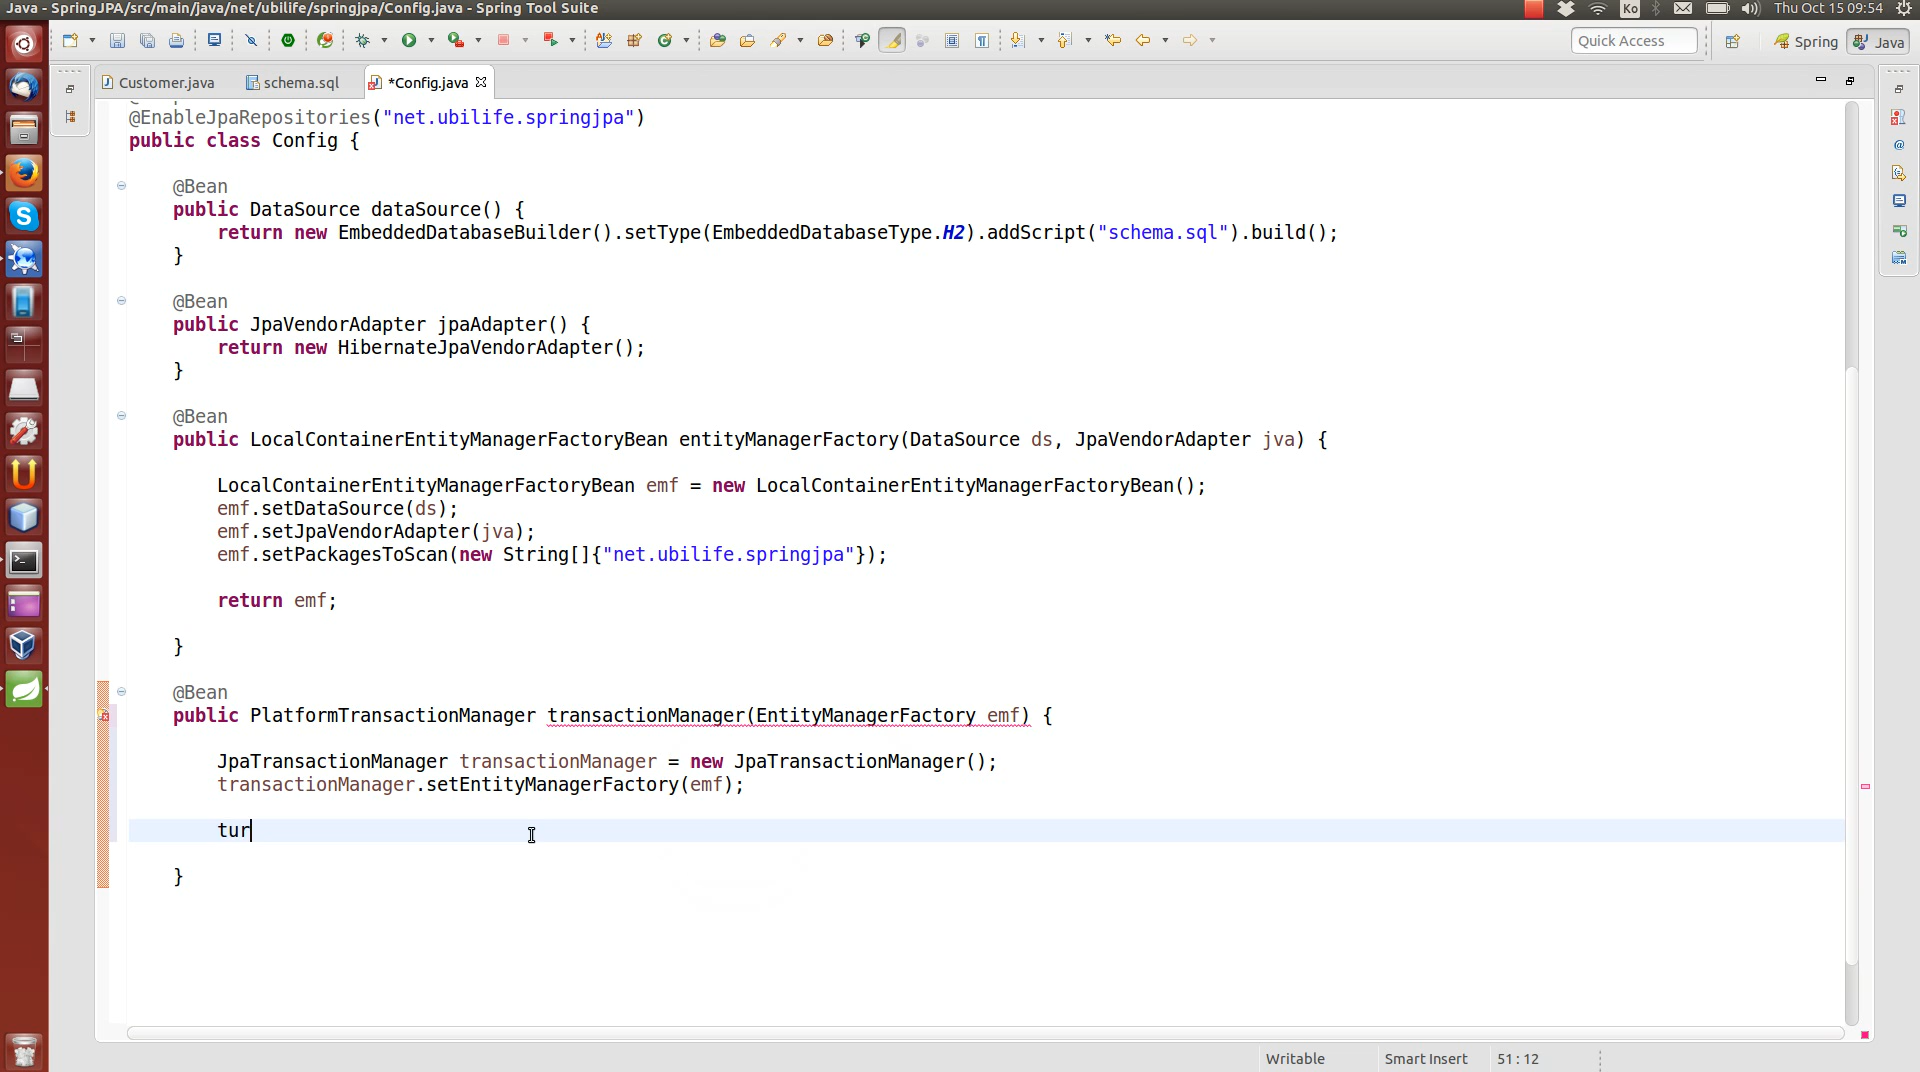 Java - SpringJPA/src/main/java/net/ubilife/springjpa/Config.java - Spring Tool Suite
Ko
Thu Oct 15 09:54
Quick Access
Spring
Java
Customer.java
schema.sql
*Config.java
@EnableJpaRepositories("net.ubilife.springjpa")
public class Config {
@Bean
public DataSource dataSource() {
return new EmbeddedDatabaseBuilder().setType(EmbeddedDatabaseType.H2).addScript("schema.sql").build();
}
@Bean
public JpaVendorAdapter jpaAdapter() {
return new HibernateJpaVendorAdapter();
}
@Bean
public LocalContainerEntityManagerFactoryBean entityManagerFactory(DataSource ds, JpaVendorAdapter jva) {
LocalContainerEntityManagerFactoryBean emf = new LocalContainerEntityManagerFactoryBean();
emf.setDataSource(ds);
emf.setJpaVendorAdapter(jva);
emf.setPackagesToScan(new String[]{"net.ubilife.springjpa"});
return emf;
}
@Bean
public PlatformTransactionManager transactionManager(EntityManagerFactory emf) {
JpaTransactionManager transactionManager = new JpaTransactionManager();
transactionManager.setEntityManagerFactory(emf);
tur
}
Writable
Smart Insert
51 : 12